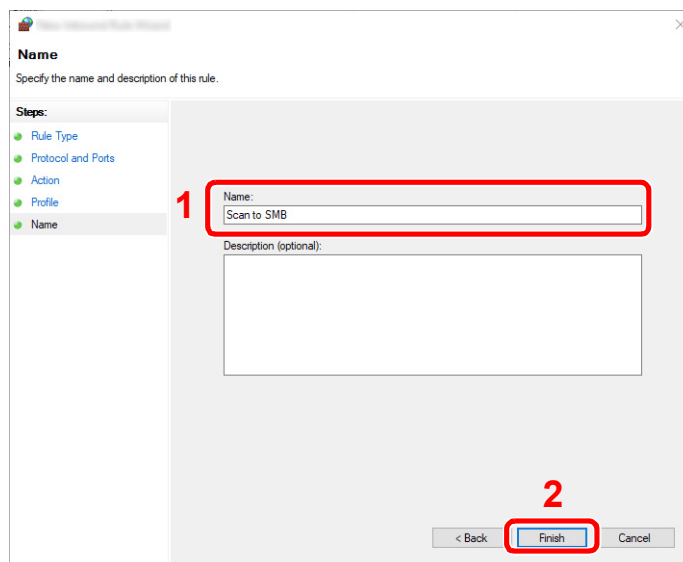 Name
Specify the name and description of this rule.
Steps:
Rule Type
Protocol and Ports
Action
Profile
Name
1
Name:
Scan to SMB
Description (optional):
2
< Back
Finish
Cancel